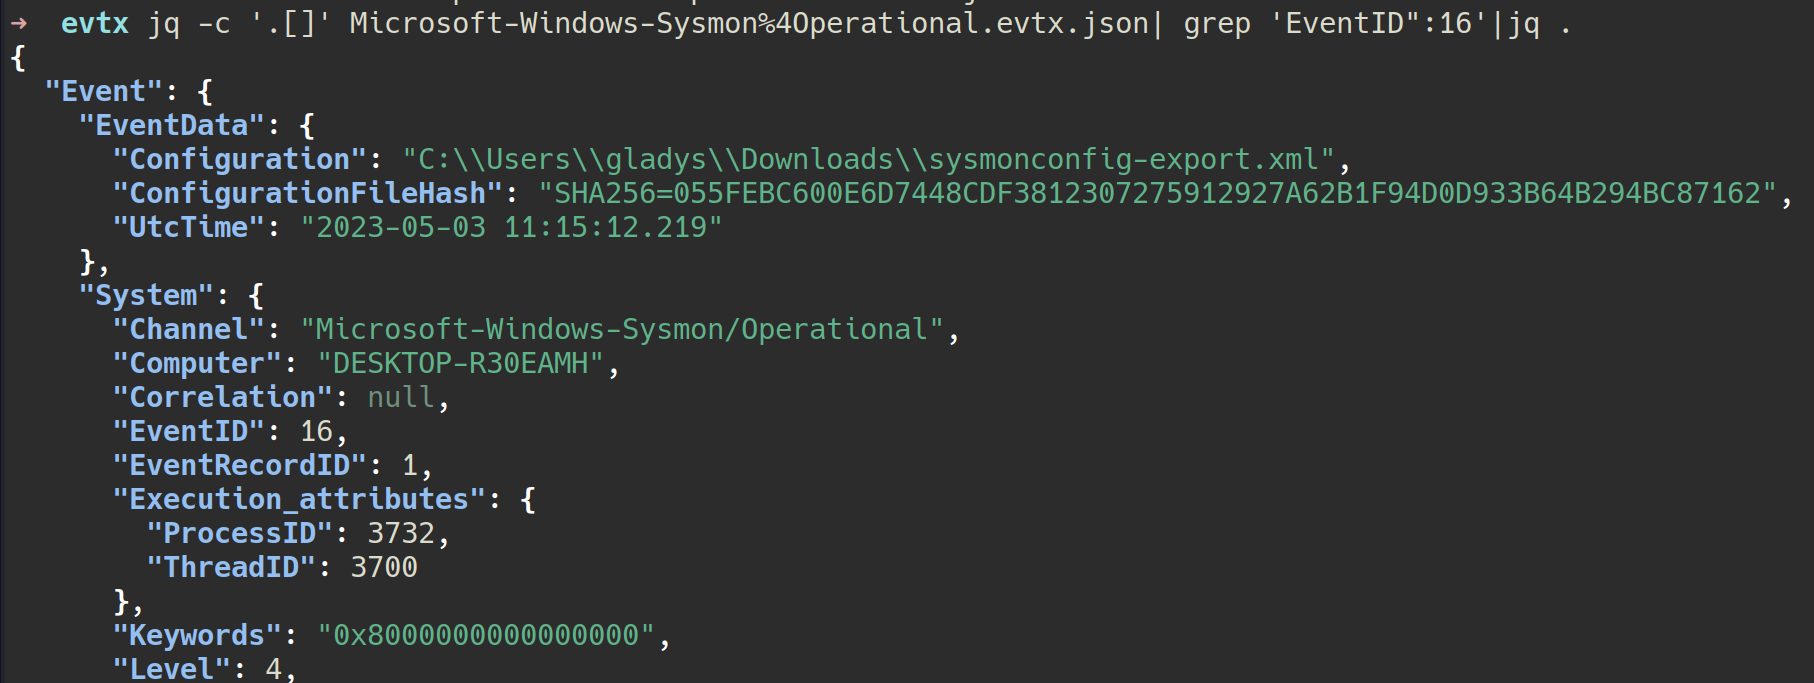 → evtx jq -c '.[]' Microsoft-Windows-Sysmon%4Operational.evtx.json| grep 'EventID":16'|jq .
{
  "Event": {
    "EventData": {
      "Configuration": "C:\\Users\\gladys\\Downloads\\sysmonconfig-export.xml",
      "ConfigurationFileHash": "SHA256=055FEBC600E6D7448CDF3812307275912927A62B1F94D0D933B64B294BC87162",
      "UtcTime": "2023-05-03 11:15:12.219"
    },
    "System": {
      "Channel": "Microsoft-Windows-Sysmon/Operational",
      "Computer": "DESKTOP-R30EAMH",
      "Correlation": null,
      "EventID": 16,
      "EventRecordID": 1,
      "Execution_attributes": {
        "ProcessID": 3732,
        "ThreadID": 3700
      },
      "Keywords": "0x8000000000000000",
      "Level": 4,